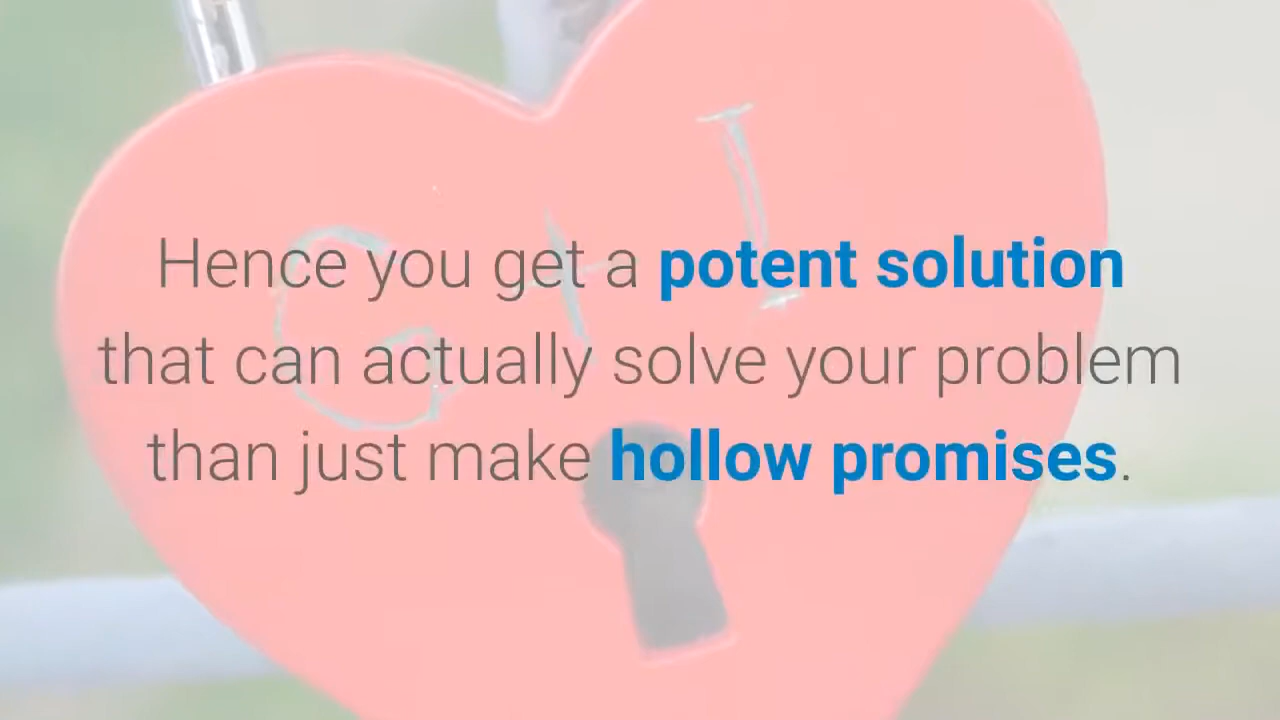 Hence you get a potent solution
that can actually solve your problem
than just make hollow promises.